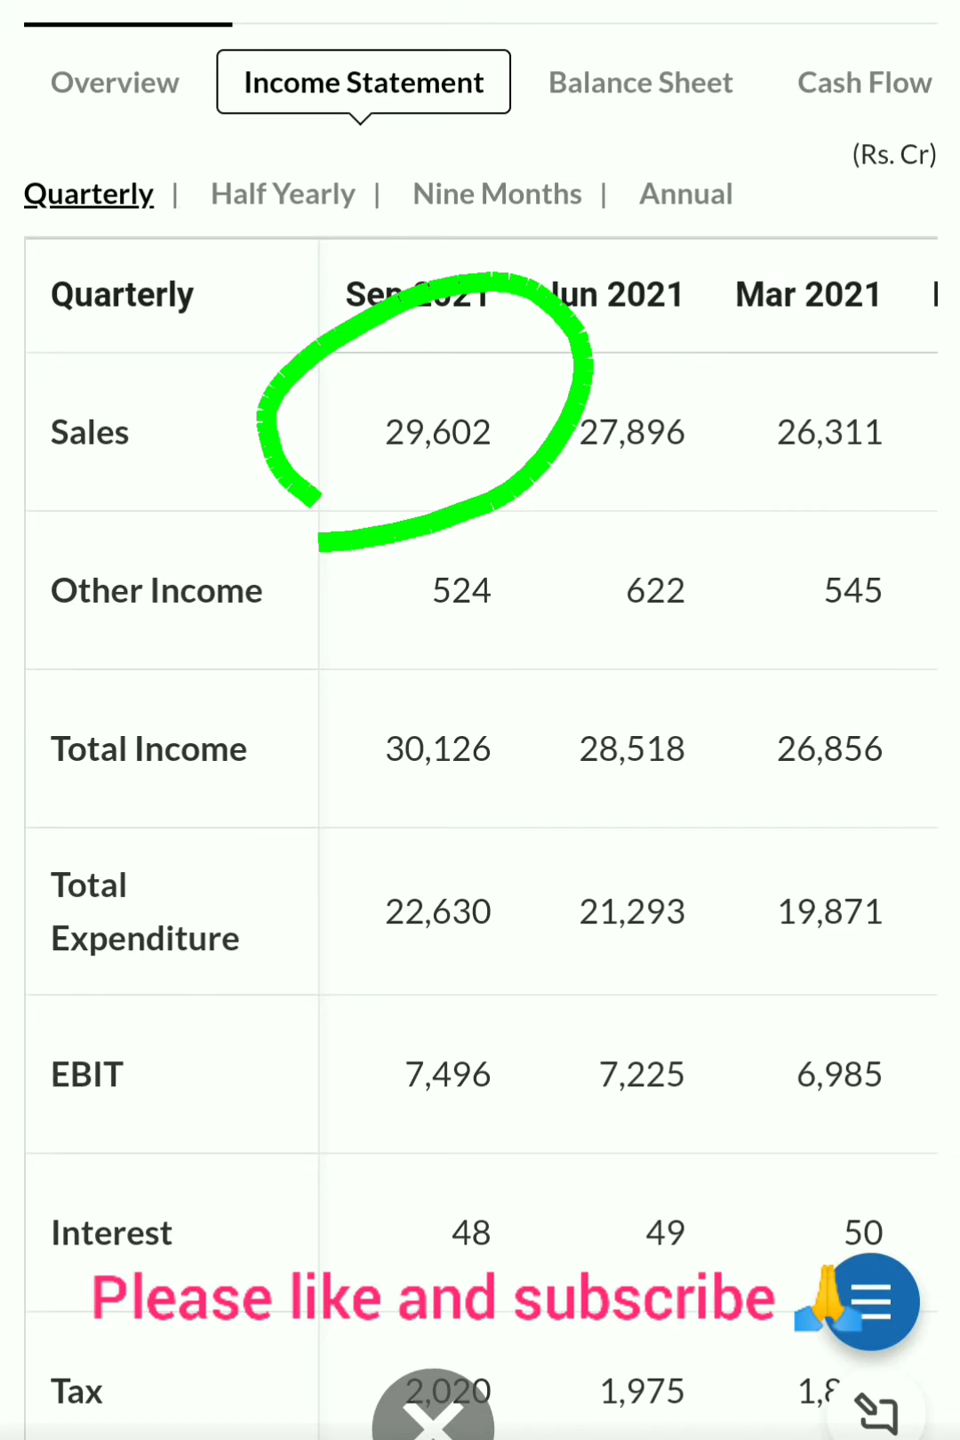 Overview Income Statement Balance Sheet Cash Flow
(Rs. Cr)
Quarterly | Half Yearly | Nine Months | Annual
Quarterly Sep 2021 Jun 2021 Mar 2021
Sales 29,602 27,896 26,311
Other Income 524 622 545
Total Income 30,126 28,518 26,856
Total
Expenditure 22,630 21,293 19,871
EBIT 7,496 7,225 6,985
Interest 48 49 50
Please like and subscribe 🙏
Tax 2,020 1,975